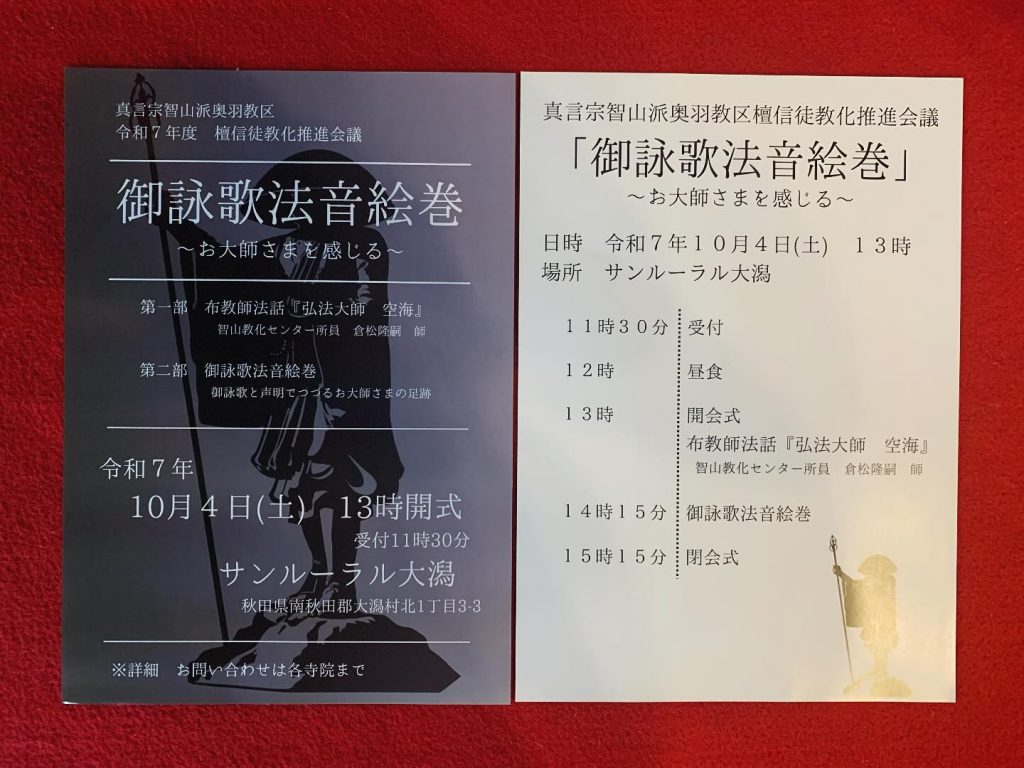 真言宗智山派奥羽教区
令和７年度　檀信徒教化推進会議
御詠歌法音絵巻
～お大師さまを感じる～
第一部　布教師法話『弘法大師　空海』
智山教化センター所員　倉松隆嗣　師
第二部　御詠歌法音絵巻
御詠歌と声明でつづるお大師さまの足跡
令和７年
10月４日(土)　13時開式
受付11時30分
サンルーラル大潟
秋田県南秋田郡大潟村北1丁目3-3
※詳細　お問い合わせは各寺院まで
真言宗智山派奥羽教区檀信徒教化推進会議
「御詠歌法音絵巻」
～お大師さまを感じる～
日時　令和７年１０月４日(土)　１３時
場所　サンルーラル大潟
１１時３０分　受付
１２時　昼食
１３時　開会式
布教師法話『弘法大師　空海』
智山教化センター所員　倉松隆嗣　師
１４時１５分　御詠歌法音絵巻
１５時１５分　閉会式